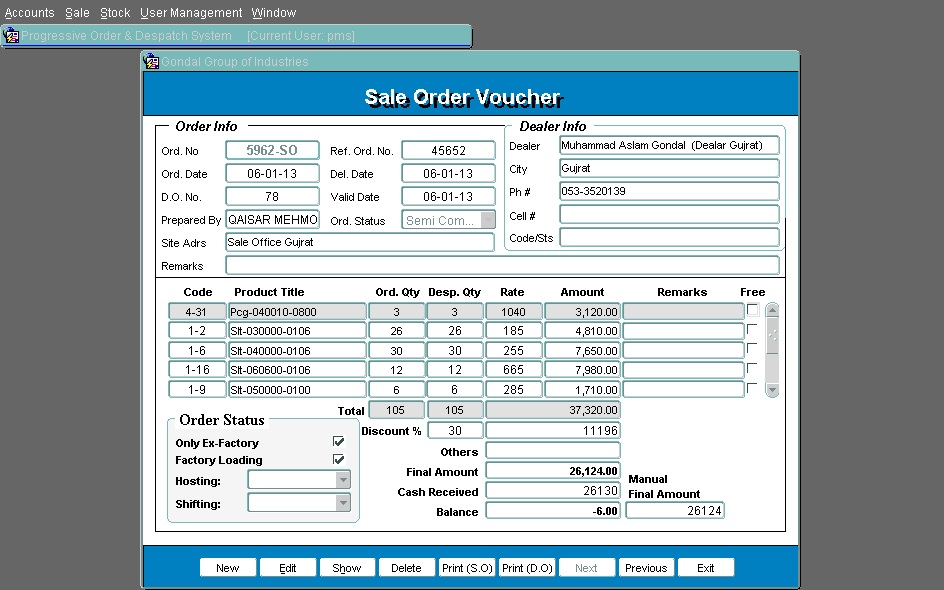 Accounts Sale Stock User Management Window
Progressive Order & Despatch System [Current User: pms]
Gondal Group of Industries
Sale Order Voucher
Order Info Dealer Info
Ord. No 5962-SO Ref. Ord. No. 45652 Dealer Muhammad Aslam Gondal (Dealar Gujrat)
Ord. Date 06-01-13 Del. Date 06-01-13 City Gujrat
D.O. No. 78 Valid Date 06-01-13 Ph # 053-3520139
Prepared By QAISAR MEHMO Ord. Status Semi Com... Cell #
Site Adrs Sale Office Gujrat Code/Sts
Remarks
Code Product Title Ord. Qty Desp. Qty Rate Amount Remarks Free
4-31 Pcg-040010-0800 3 3 1040 3,120.00
1-2 Slt-030000-0106 26 26 185 4,810.00
1-6 Slt-040000-0106 30 30 255 7,650.00
1-16 Slt-060600-0106 12 12 665 7,980.00
1-9 Slt-050000-0100 6 6 285 1,710.00
Total 105 105 37,320.00
Order Status Discount % 30 11196
Only Ex-Factory Others
Factory Loading Final Amount 26,124.00
Hosting: Cash Received 26130 Manual Final Amount
Shifting: Balance -6.00 26124
New Edit Show Delete Print (S.O) Print (D.O) Next Previous Exit